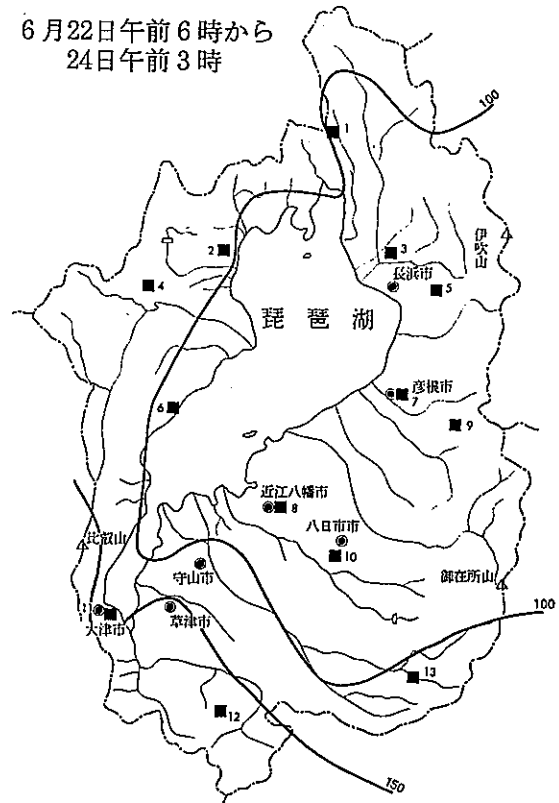 6月22日午前6時から
24日午前3時
100
1
伊吹山
2
3
長浜市
4
5
琵琶湖
彦根市
6
7
9
近江八幡市
8
八日市市
比叡山
10
守山市
御在所山
100
大津市
草津市
13
12
150